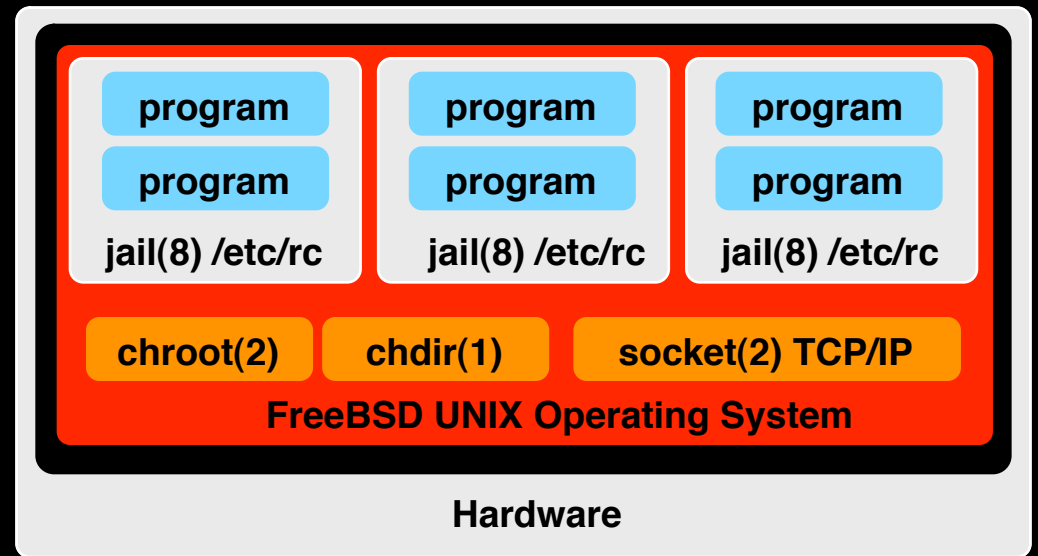 program program program
program program program
jail(8) /etc/rc jail(8) /etc/rc jail(8) /etc/rc
chroot(2) chdir(1) socket(2) TCP/IP
FreeBSD UNIX Operating System
Hardware